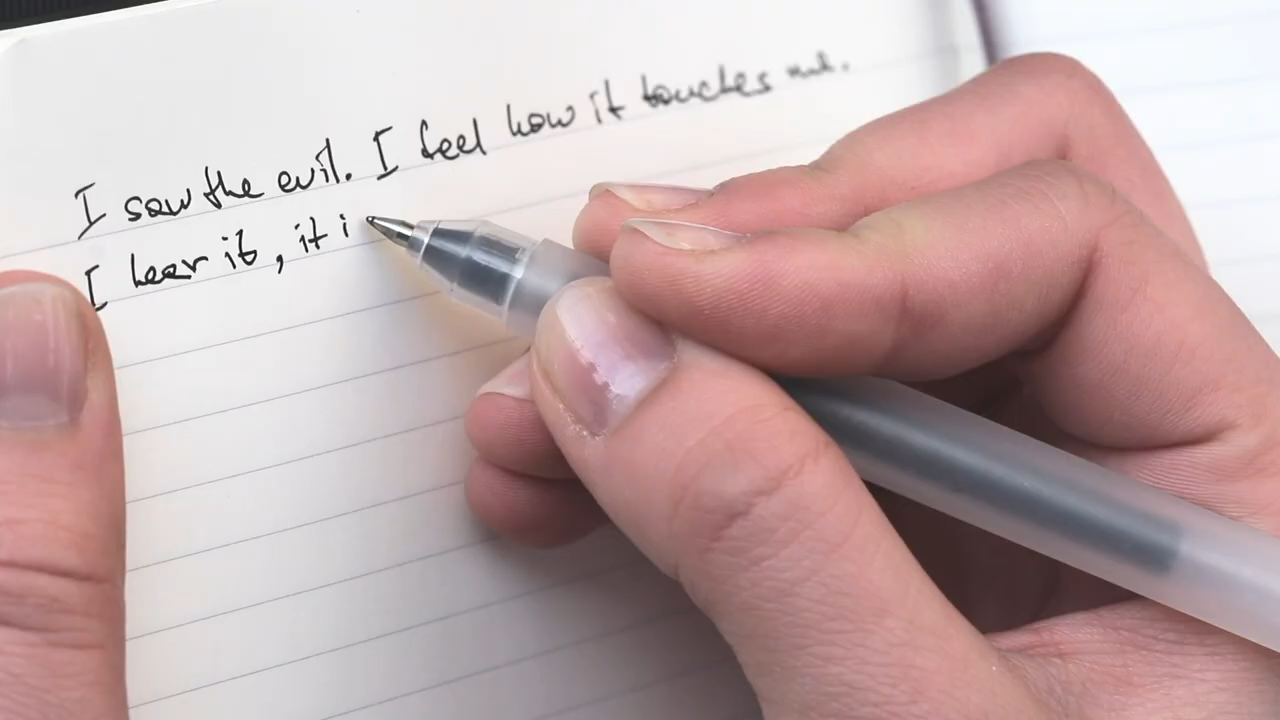 I saw the evil. I feel how it touches me.
I hear it, it i